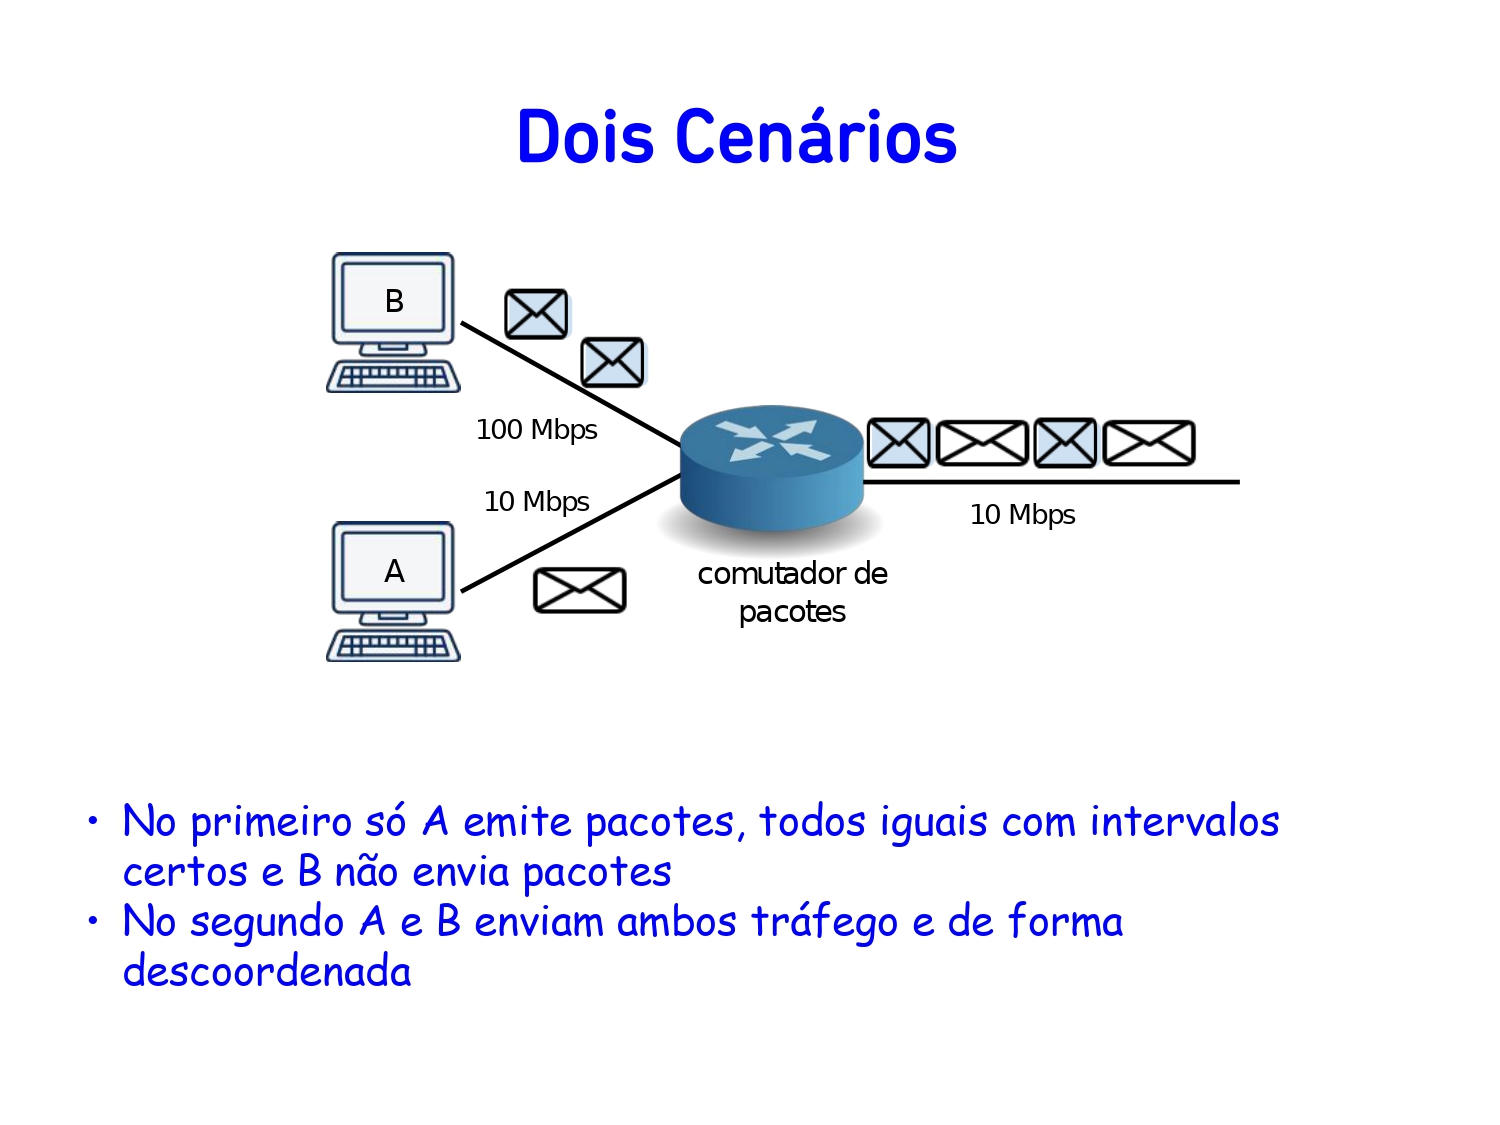 Dois Cenários
B
100 Mbps
10 Mbps
10 Mbps
A
comutador de
pacotes
• No primeiro só A emite pacotes, todos iguais com intervalos
certos e B não envia pacotes
• No segundo A e B enviam ambos tráfego e de forma
descoordenada